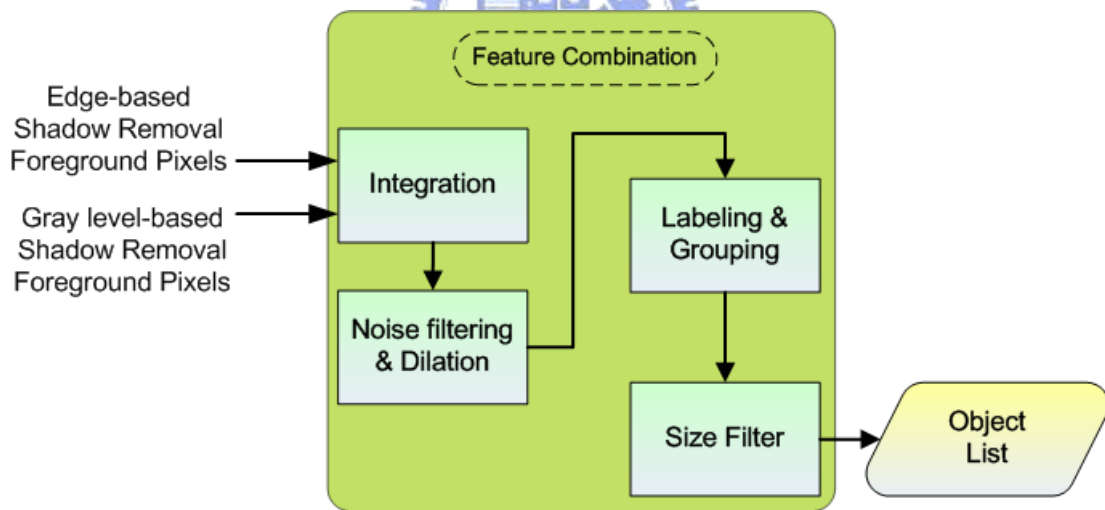 Feature Combination
Edge-based
Shadow Removal
Foreground Pixels
Gray level-based
Shadow Removal
Foreground Pixels
Integration
Noise filtering
& Dilation
Labeling &
Grouping
Size Filter
Object
List